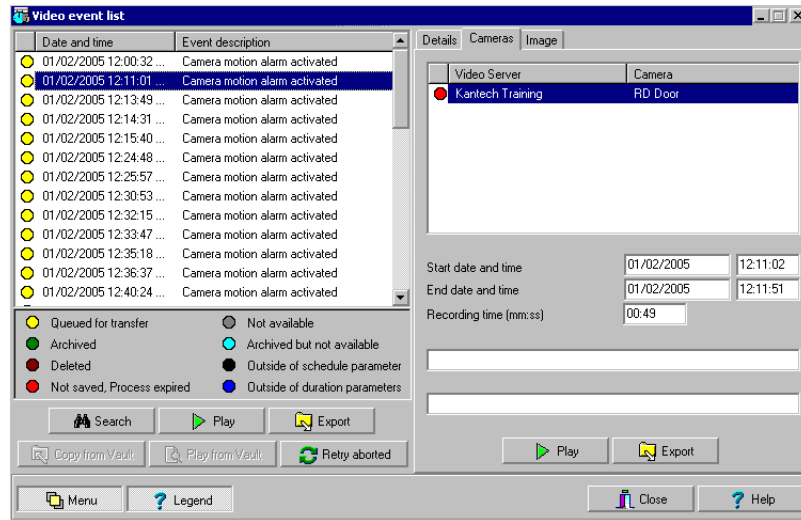 Video event list
Date and time Event description
01/02/2005 12:00:32 ... Camera motion alarm activated
01/02/2005 12:11:01 ... Camera motion alarm activated
01/02/2005 12:13:49 ... Camera motion alarm activated
01/02/2005 12:14:31 ... Camera motion alarm activated
01/02/2005 12:15:40 ... Camera motion alarm activated
01/02/2005 12:24:48 ... Camera motion alarm activated
01/02/2005 12:25:57 ... Camera motion alarm activated
01/02/2005 12:30:53 ... Camera motion alarm activated
01/02/2005 12:32:15 ... Camera motion alarm activated
01/02/2005 12:33:47 ... Camera motion alarm activated
01/02/2005 12:35:18 ... Camera motion alarm activated
01/02/2005 12:36:37 ... Camera motion alarm activated
01/02/2005 12:40:24 ... Camera motion alarm activated
Queued for transfer Not available
Archived Archived but not available
Deleted Outside of schedule parameter
Not saved, Process expired Outside of duration parameters
Search Play Export
Copy from Vault Play from Vault Retry aborted
Details Cameras Image
Video Server Camera
Kantech Training RD Door
Start date and time 01/02/2005 12:11:02
End date and time 01/02/2005 12:11:51
Recording time (mm:ss) 00:49
Play Export
Menu Legend Close Help